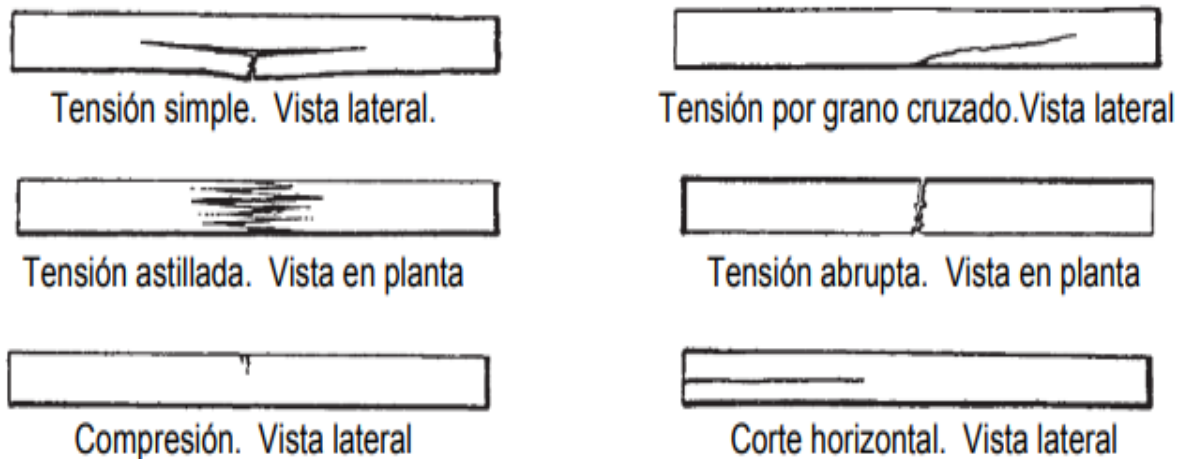 Tensión simple. Vista lateral.
Tensión por grano cruzado.Vista lateral
Tensión astillada. Vista en planta
Tensión abrupta. Vista en planta
Compresión. Vista lateral
Corte horizontal. Vista lateral